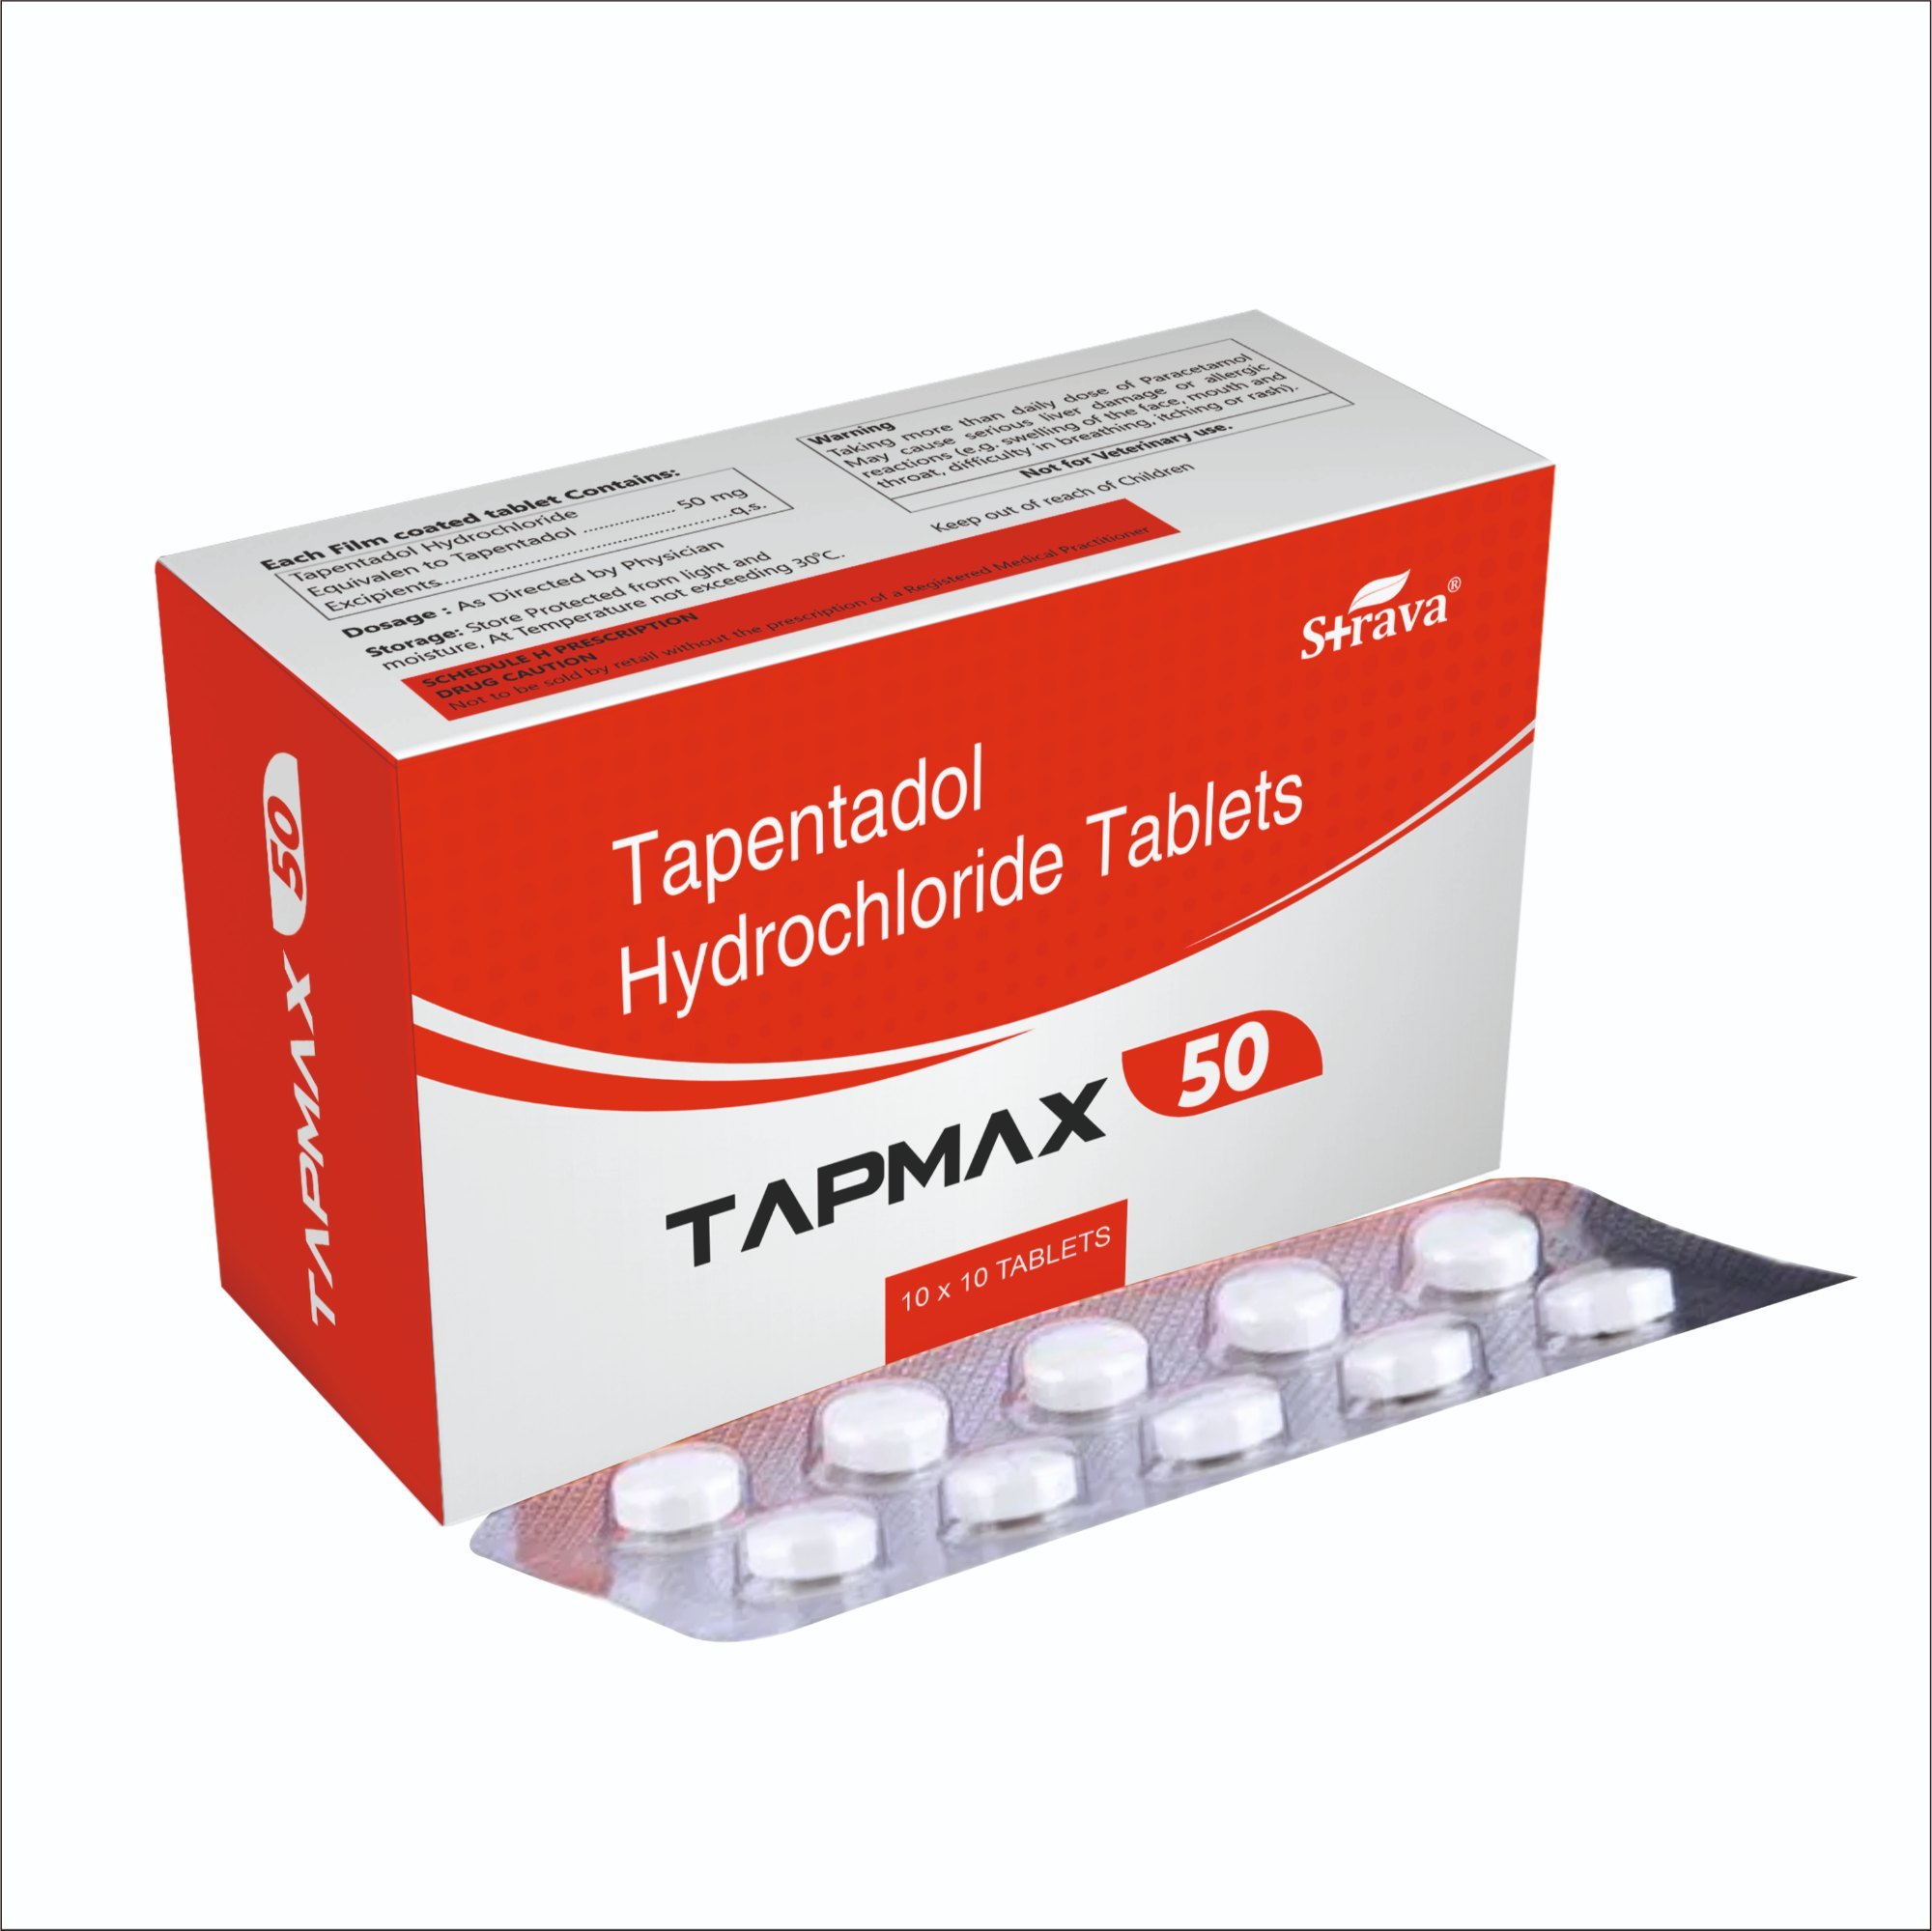 Each Film coated tablet Contains:
Tapentadol Hydrochloride
Equivalen to Tapentadol ................. 50 mg
Excipients.....................................................q.s.
Dosage : As Directed by Physician
Storage: Store Protected from light and
moisture, At Temperature not exceeding 30°C.
SCHEDULE H PRESCRIPTION
DRUG CAUTION
Not to be sold by retail without the prescription of a Registered Medical Practitioner
Warning
Taking more than daily dose of Paracetamol
May cause serious liver damage or allergic
reactions (e.g. swelling of the face, mouth and
throat, difficulty in breathing, itching or rash).
Not for Veterinary use.
Keep out of reach of Children
Strava®
Tapentadol
Hydrochloride Tablets
TAPMAX 50
10 x 10 TABLETS
TAPMAX 50